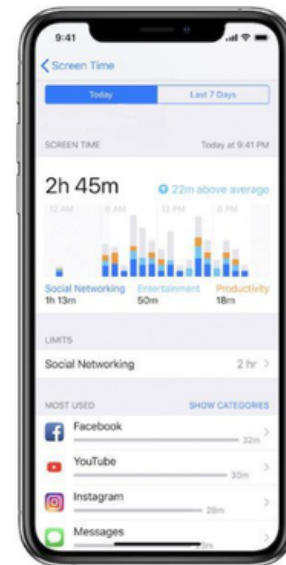 9:41
Screen Time
Today Last 7 Days
SCREEN TIME Today at 9:41 PM
2h 45m 22m above average
12 AM 6 AM 12 PM 6 PM
Social Networking Entertainment Productivity
1h 13m 50m 18m
LIMITS
Social Networking 2 hr
MOST USED SHOW CATEGORIES
Facebook
32m
YouTube
30m
Instagram
28m
Messages